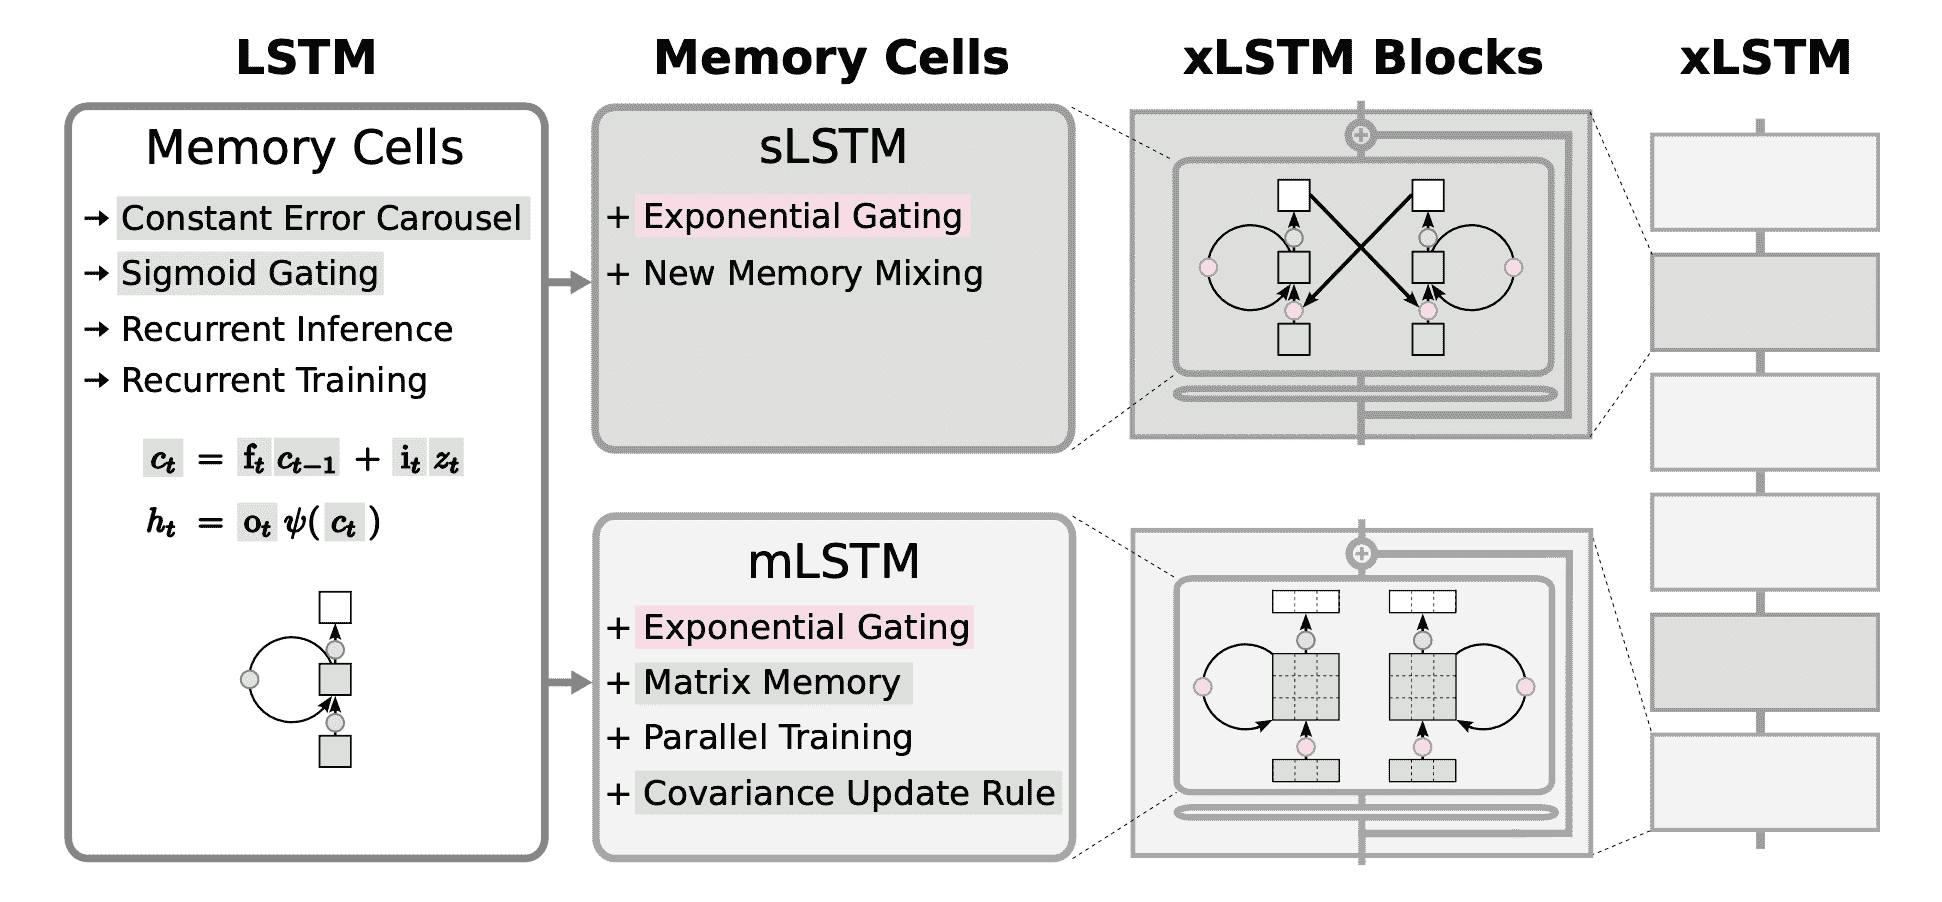 LSTM
Memory Cells
→ Constant Error Carousel
→ Sigmoid Gating
→ Recurrent Inference
→ Recurrent Training
c_t = f_t c_{t−1} + i_t z_t
h_t = o_t ψ( c_t )
Memory Cells
sLSTM
+ Exponential Gating
+ New Memory Mixing
mLSTM
+ Exponential Gating
+ Matrix Memory
+ Parallel Training
+ Covariance Update Rule
xLSTM Blocks
+
+
xLSTM